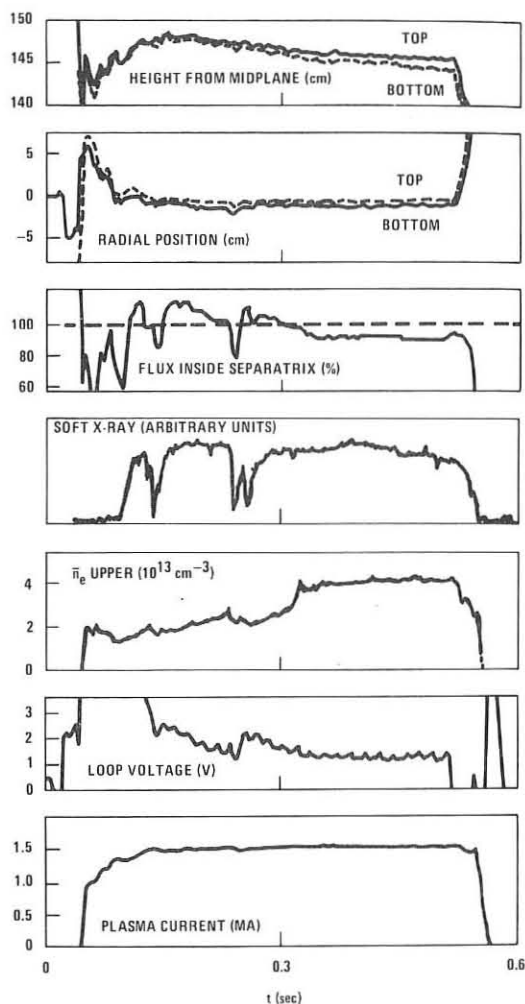 150
145
140
TOP
HEIGHT FROM MIDPLANE (cm)
BOTTOM
5
0
-5
TOP
BOTTOM
RADIAL POSITION (cm)
100
80
60
FLUX INSIDE SEPARATRIX (%)
SOFT X-RAY (ARBITRARY UNITS)
4
2
0
n̄e UPPER (10¹³ cm⁻³)
3
2
1
0
LOOP VOLTAGE (V)
1.5
1.0
0.5
0
PLASMA CURRENT (MA)
0 0.3 0.6
t (sec)